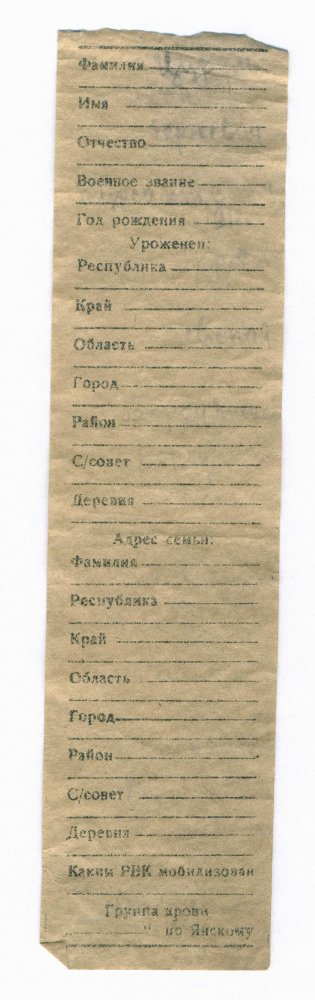 Фамилия
Имя
Отчество
Военное звание
Год рождения
Уроженец:
Республика
Край
Область
Город
Район
С/совет
Деревня
Адрес семьи:
Фамилия
Республика
Край
Область
Город
Район
С/совет
Деревня
Каким РВК мобилизован
Группа крови
" по Янскому